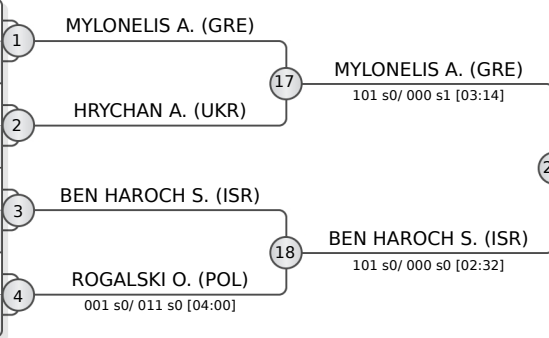 MYLONELIS A. (GRE)
1
17
MYLONELIS A. (GRE)
101 s0/ 000 s1 [03:14]
HRYCHAN A. (UKR)
2
BEN HAROCH S. (ISR)
3
18
BEN HAROCH S. (ISR)
101 s0/ 000 s0 [02:32]
ROGALSKI O. (POL)
4
001 s0/ 011 s0 [04:00]